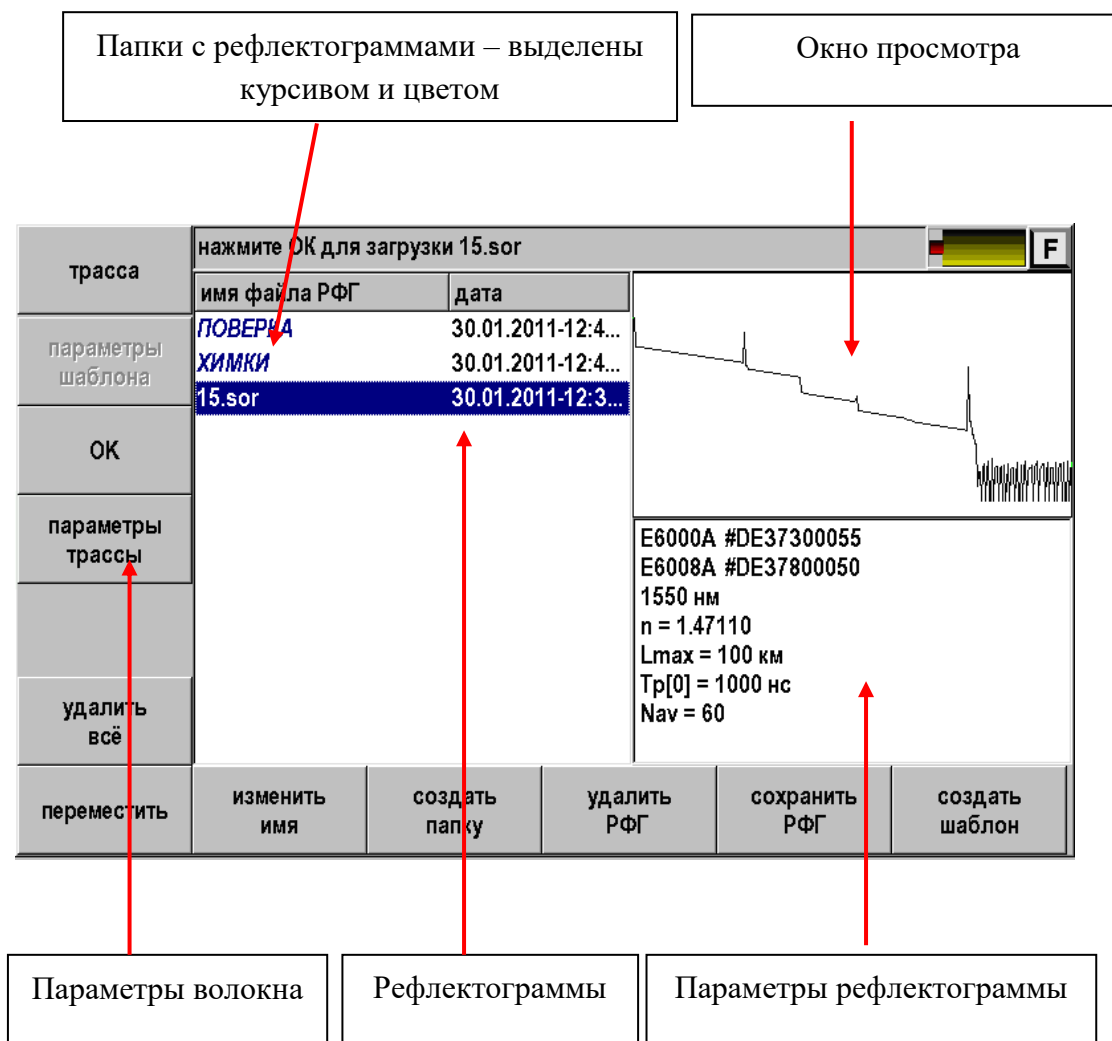 Папки с рефлектограммами – выделены
курсивом и цветом
Окно просмотра
трасса
нажмите ОК для загрузки 15.sor
F
имя файла РФГ
дата
параметры
шаблона
ПОВЕРКА
30.01.2011-12:4...
ХИМКИ
30.01.2011-12:4...
15.sor
30.01.2011-12:3...
ОК
параметры
трассы
E6000A #DE37300055
E6008A #DE37800050
1550 нм
n = 1.47110
Lmax = 100 км
Tp[0] = 1000 нс
Nav = 60
удалить
всё
переместить
изменить
имя
создать
папку
удалить
РФГ
сохранить
РФГ
создать
шаблон
Параметры волокна
Рефлектограммы
Параметры рефлектограммы